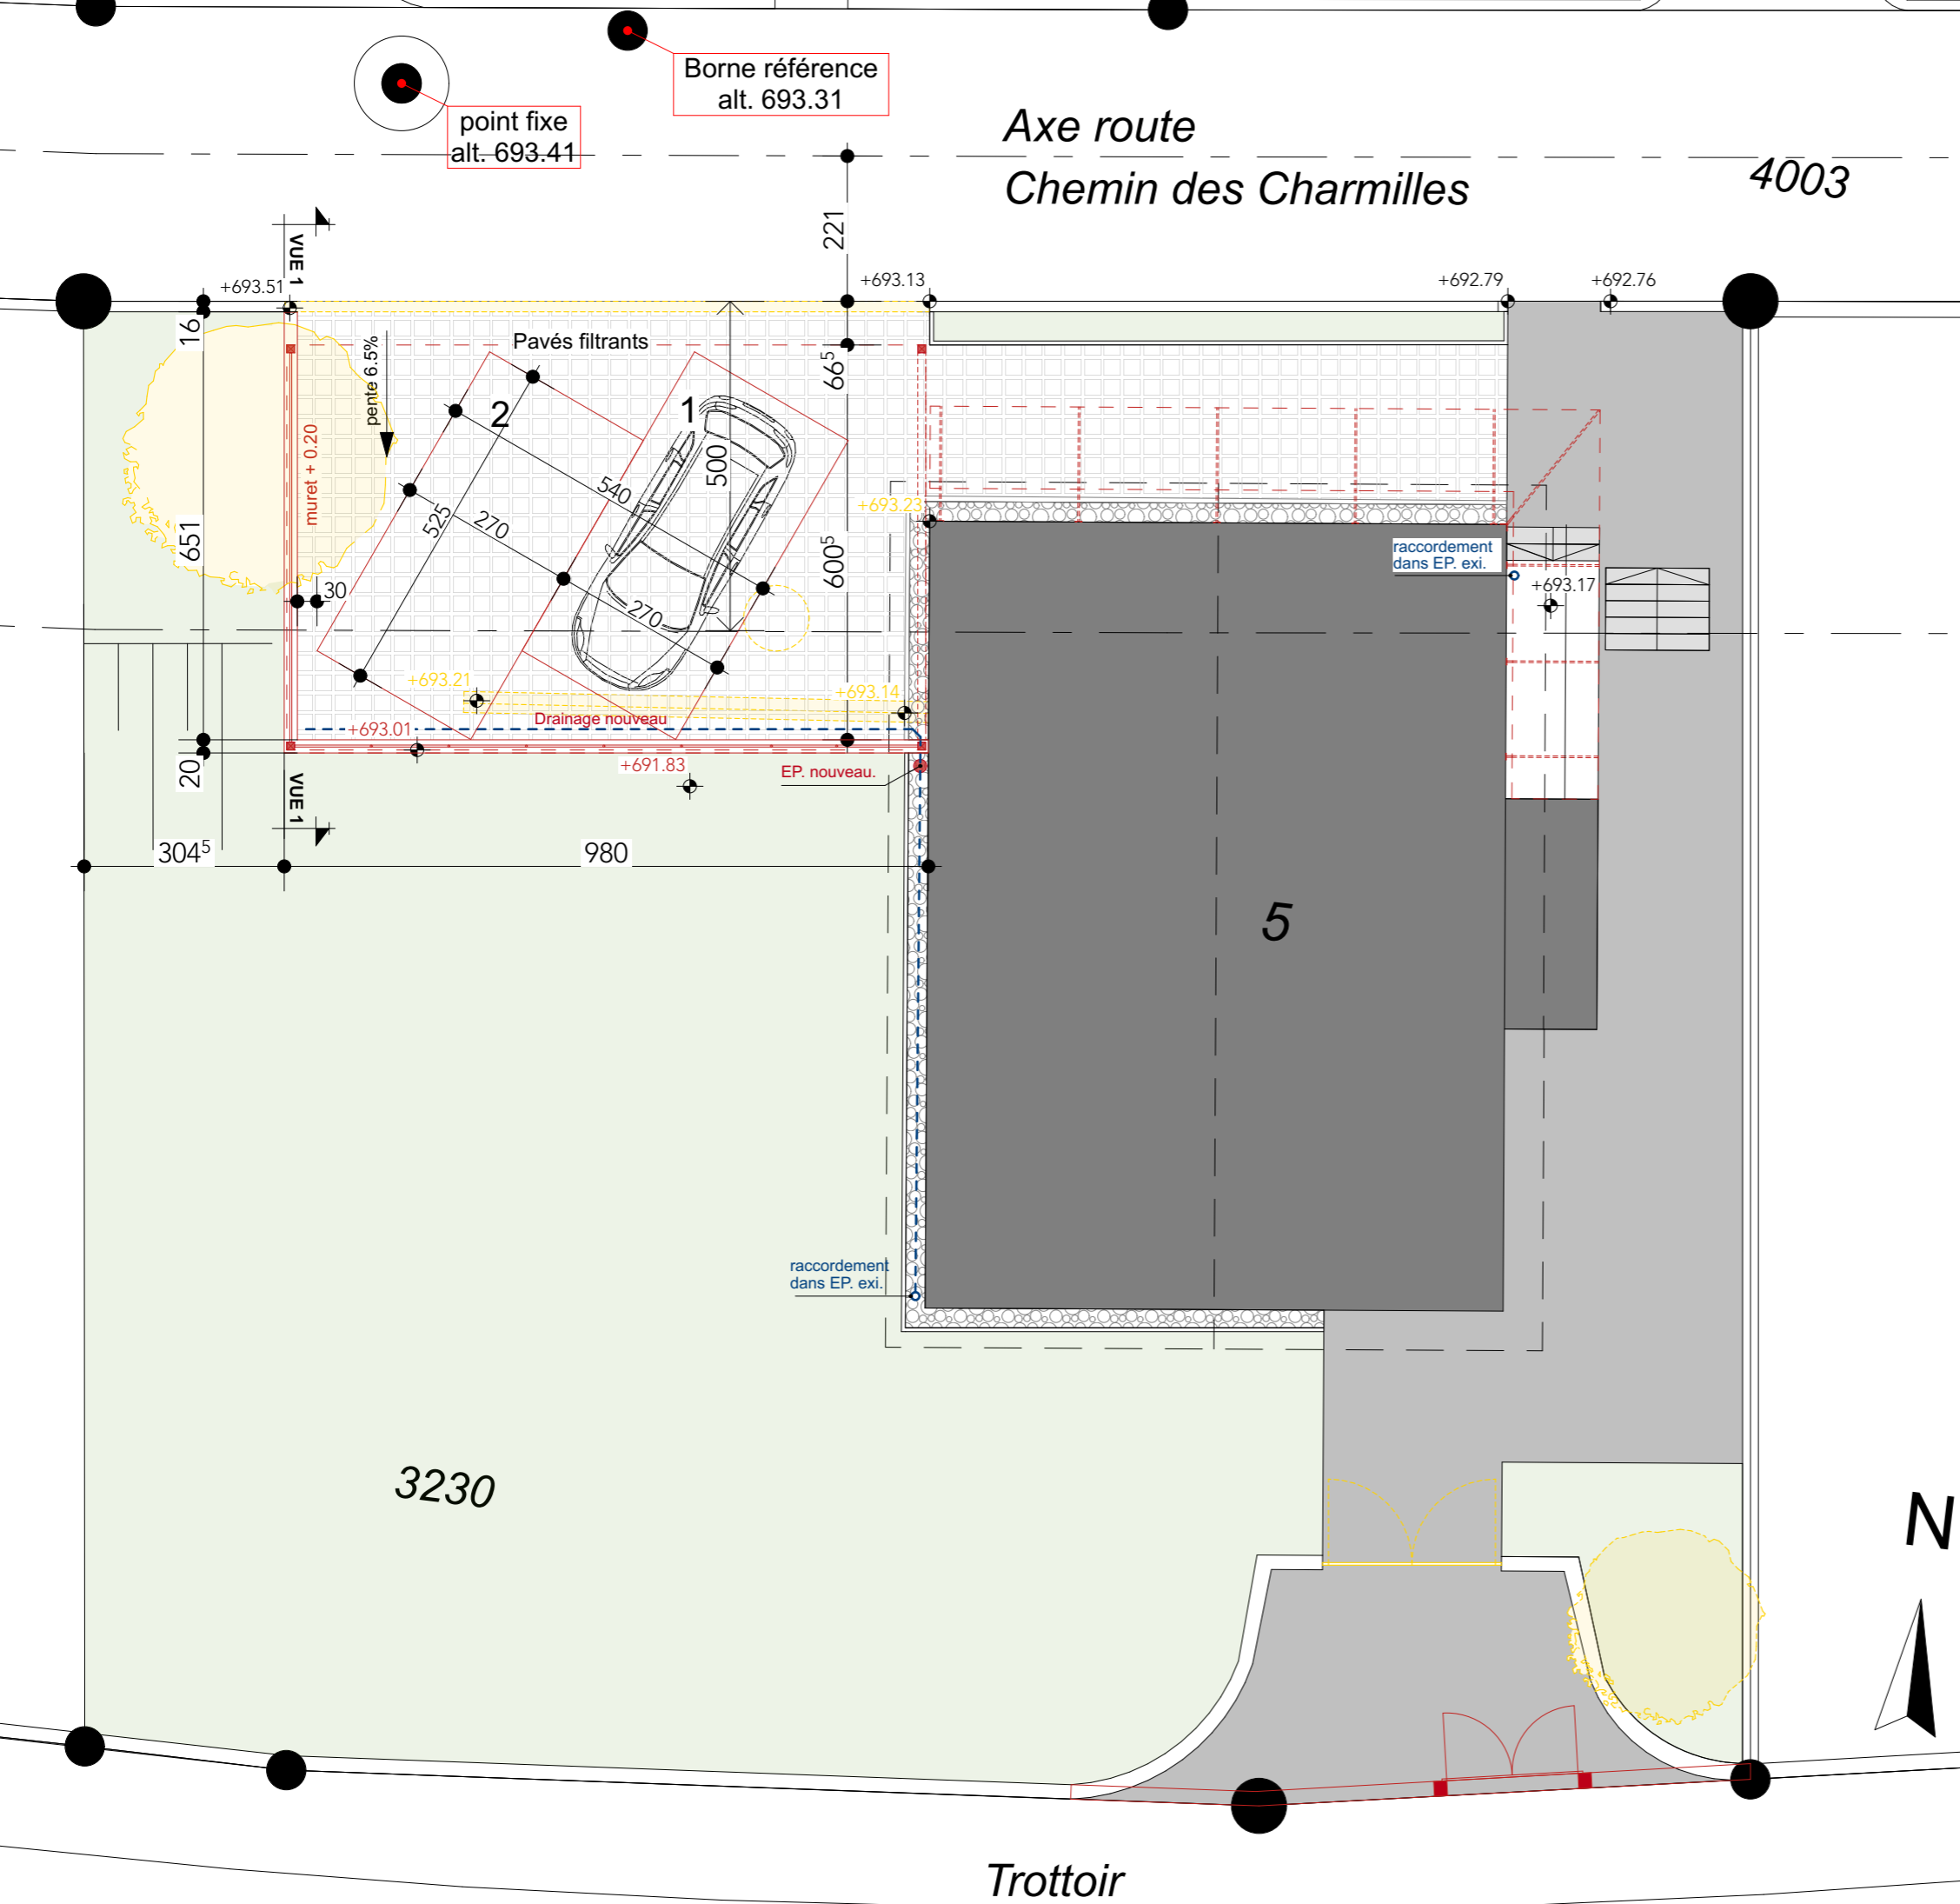 Borne référence
alt. 693.31
point fixe
alt. 693.41
Axe route
Chemin des Charmilles
4003
221
VUE 1
+693.51
+693.13
+692.79
+692.76
16
pente 6.5%
Pavés filtrants
66⁵
2
1
muret + 0.20
500
540
+693.23
525
270
651
600⁵
raccordement
dans EP. exi.
+693.17
30
270
+693.21
+693.14
Drainage nouveau
+693.01
20
+691.83
EP. nouveau.
VUE 1
304⁵
980
5
raccordement
dans EP. exi.
3230
N
Trottoir